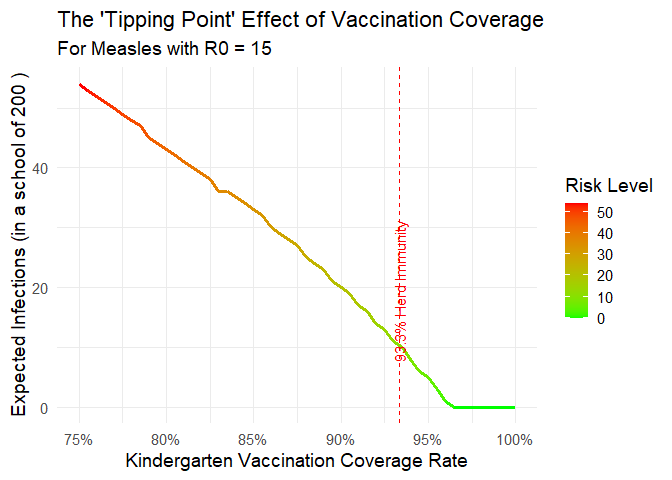 The 'Tipping Point' Effect of Vaccination Coverage
For Measles with R0 = 15
Expected Infections (in a school of 200 )
40
20
0
93.3% Herd Immunity
75%
80%
85%
90%
95%
100%
Kindergarten Vaccination Coverage Rate
Risk Level
50
40
30
20
10
0